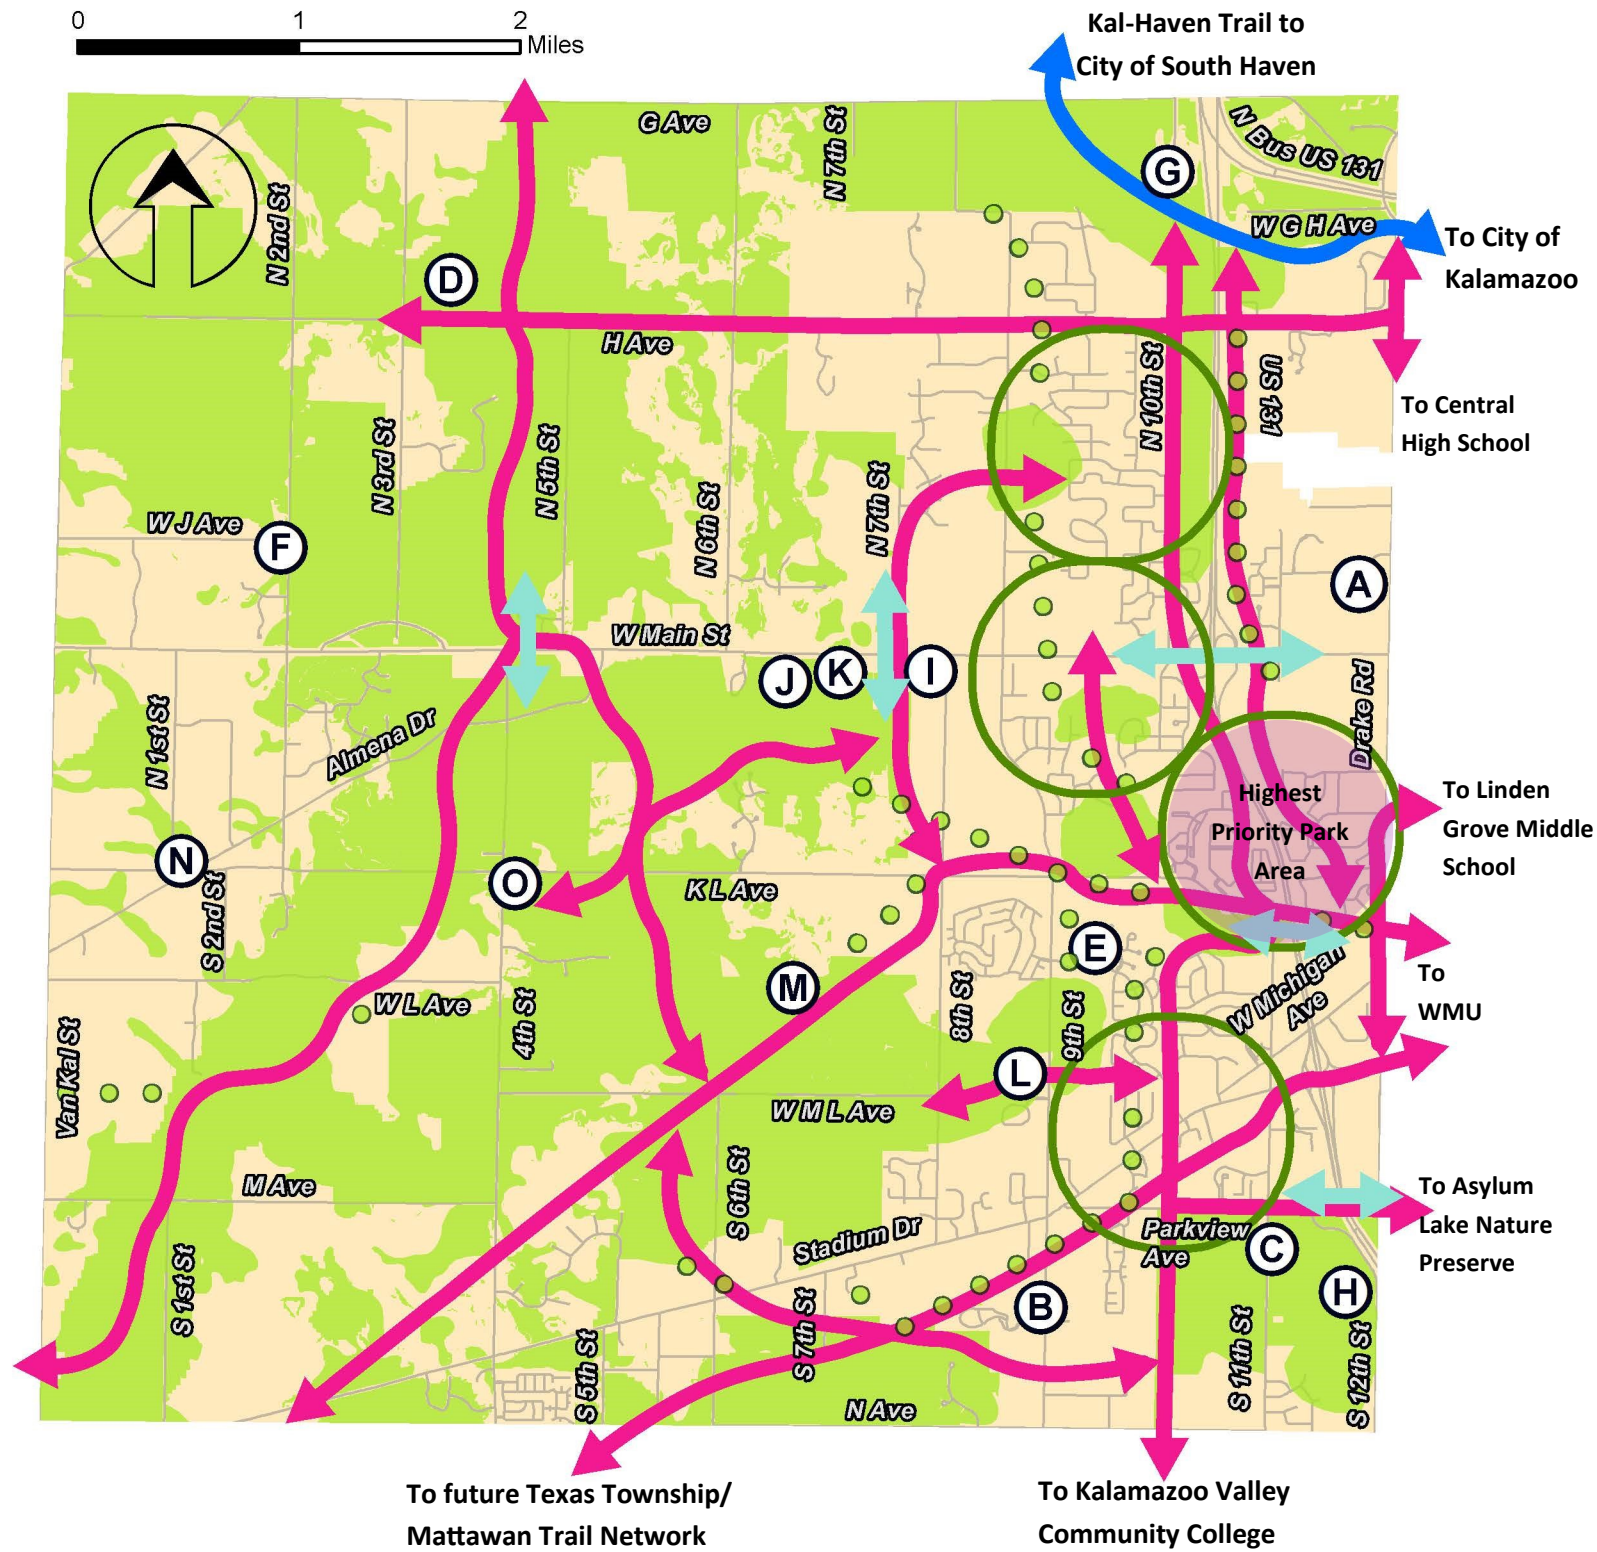 0 1 2
Miles
Kal-Haven Trail to
City of South Haven
G Ave
N 7th St
N Bus US 131
G
N 2nd St
W G H Ave
To City of
Kalamazoo
D
H Ave
N 10th St
US 131
To Central
High School
N 3rd St
N 5th St
N 6th St
N 7th St
W J Ave
F
A
W Main St
J
K
I
N 1st St
Almena Dr
Drake Rd
Highest
Priority Park
Area
To Linden
Grove Middle
School
N
O
K L Ave
S 2nd St
E
M
W Michigan
Ave
To
WMU
W L Ave
4th St
8th St
9th St
Van Kal St
L
W M L Ave
M Ave
S 6th St
Stadium Dr
Parkview
Ave
C
To Asylum
Lake Nature
Preserve
S 1st St
H
B
S 7th St
S 5th St
N Ave
S 11th St
S 12th St
To future Texas Township/
Mattawan Trail Network
To Kalamazoo Valley
Community College